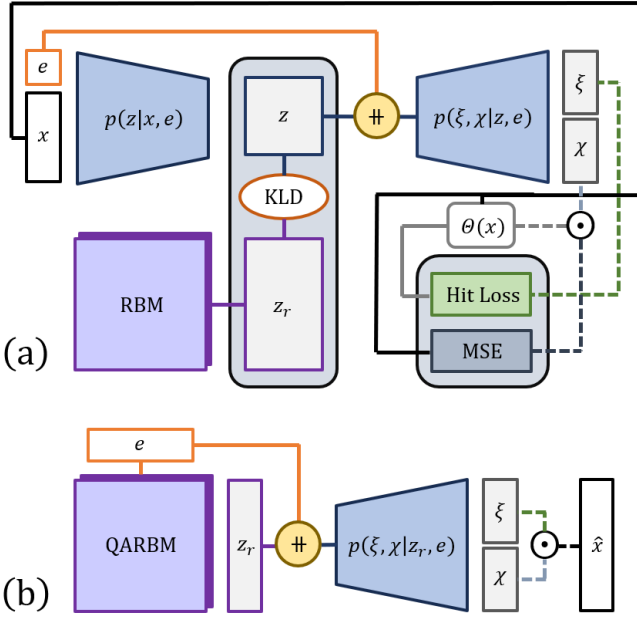 e
x
p(z|x, e)
z
⧺
p(ξ, χ|z, e)
ξ
χ
KLD
Θ(x)
RBM
z_r
Hit Loss
MSE
(a)
e
QARBM
z_r
⧺
p(ξ, χ|z_r, e)
ξ
χ
x̂
(b)